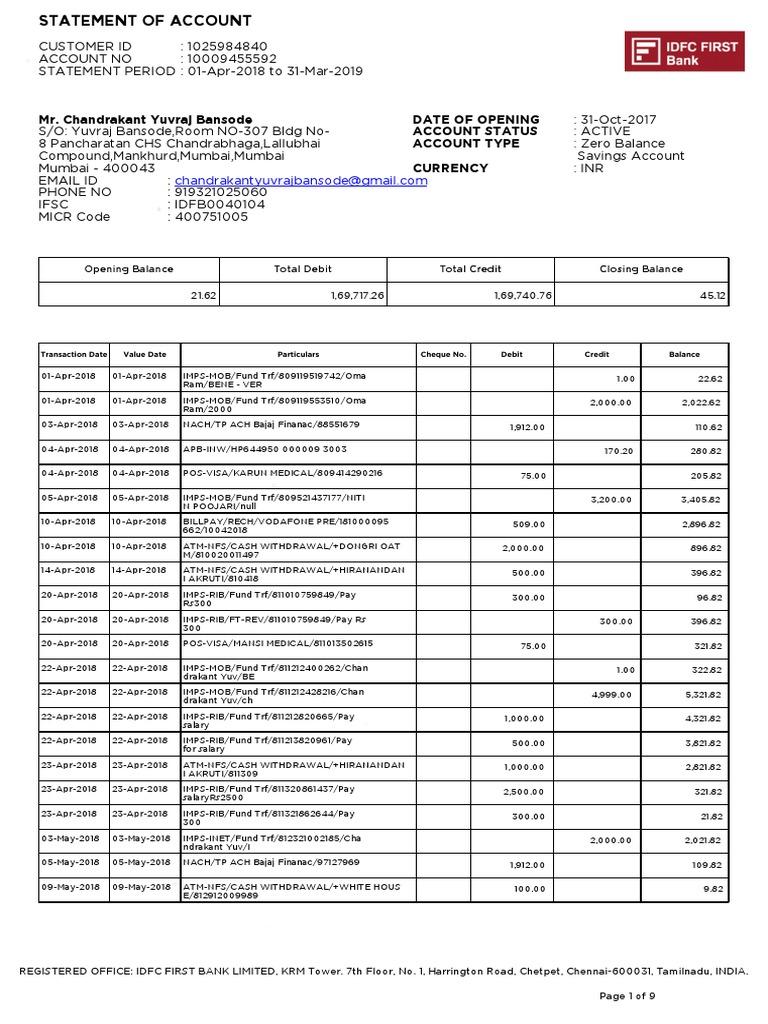 STATEMENT OF ACCOUNT
CUSTOMER ID : 1025984840
ACCOUNT NO : 10009455592
STATEMENT PERIOD : 01-Apr-2018 to 31-Mar-2019
IDFC FIRST
Bank
Mr. Chandrakant Yuvraj Bansode
S/O: Yuvraj Bansode,Room NO-307 Bldg No-
8 Pancharatan CHS Chandrabhaga,Lallubhai
Compound,Mankhurd,Mumbai,Mumbai
Mumbai - 400043
EMAIL ID : chandrakantyuvrajbansode@gmail.com
PHONE NO : 919321025060
IFSC : IDFB0040104
MICR Code : 400751005
DATE OF OPENING : 31-Oct-2017
ACCOUNT STATUS : ACTIVE
ACCOUNT TYPE : Zero Balance
Savings Account
CURRENCY : INR
Opening Balance Total Debit Total Credit Closing Balance
21.62 1,69,717.26 1,69,740.76 45.12
Transaction Date Value Date Particulars Cheque No. Debit Credit Balance
01-Apr-2018 01-Apr-2018 IMPS-MOB/Fund Trf/809119519742/Oma 1.00 22.62
Ram/BENE - VER
01-Apr-2018 01-Apr-2018 IMPS-MOB/Fund Trf/809119553510/Oma 2,000.00 2,022.62
Ram/2000
03-Apr-2018 03-Apr-2018 NACH/TP ACH Bajaj Finanac/88551679 1,912.00 110.62
04-Apr-2018 04-Apr-2018 APB-INW/HP644950 000009 3003 170.20 280.82
04-Apr-2018 04-Apr-2018 POS-VISA/KARUN MEDICAL/809414290216 75.00 205.82
05-Apr-2018 05-Apr-2018 IMPS-MOB/Fund Trf/809521437177/NITI 3,200.00 3,405.82
N POOJARI/null
10-Apr-2018 10-Apr-2018 BILLPAY/RECH/VODAFONE PRE/181000095 509.00 2,896.82
662/10042018
10-Apr-2018 10-Apr-2018 ATM-NFS/CASH WITHDRAWAL/+DONGRI OAT 2,000.00 896.82
M/810020011497
14-Apr-2018 14-Apr-2018 ATM-NFS/CASH WITHDRAWAL/+HIRANANDAN 500.00 396.82
I AKRUTI/810418
20-Apr-2018 20-Apr-2018 IMPS-RIB/Fund Trf/811010759849/Pay 300.00 96.82
Rs300
20-Apr-2018 20-Apr-2018 IMPS-RIB/FT-REV/811010759849/Pay Rs 300.00 396.82
300
20-Apr-2018 20-Apr-2018 POS-VISA/MANSI MEDICAL/811013502615 75.00 321.82
22-Apr-2018 22-Apr-2018 IMPS-MOB/Fund Trf/811212400262/Chan 1.00 322.82
drakant Yuv/BE
22-Apr-2018 22-Apr-2018 IMPS-MOB/Fund Trf/811212428216/Chan 4,999.00 5,321.82
drakant Yuv/ch
22-Apr-2018 22-Apr-2018 IMPS-RIB/Fund Trf/811212820665/Pay 1,000.00 4,321.82
salary
22-Apr-2018 22-Apr-2018 IMPS-RIB/Fund Trf/811213820961/Pay 500.00 3,821.82
for salary
23-Apr-2018 23-Apr-2018 ATM-NFS/CASH WITHDRAWAL/+HIRANANDAN 1,000.00 2,821.82
I AKRUTI/811309
23-Apr-2018 23-Apr-2018 IMPS-RIB/Fund Trf/811320861437/Pay 2,500.00 321.82
salaryRs2500
23-Apr-2018 23-Apr-2018 IMPS-RIB/Fund Trf/811321862644/Pay 300.00 21.82
300
03-May-2018 03-May-2018 IMPS-INET/Fund Trf/812321002185/Cha 2,000.00 2,021.82
ndrakant Yuv/I
05-May-2018 05-May-2018 NACH/TP ACH Bajaj Finanac/97127969 1,912.00 109.82
09-May-2018 09-May-2018 ATM-NFS/CASH WITHDRAWAL/+WHITE HOUS 100.00 9.82
E/812912009989
REGISTERED OFFICE: IDFC FIRST BANK LIMITED, KRM Tower. 7th Floor, No. 1, Harrington Road, Chetpet, Chennai-600031, Tamilnadu, INDIA.
Page 1 of 9